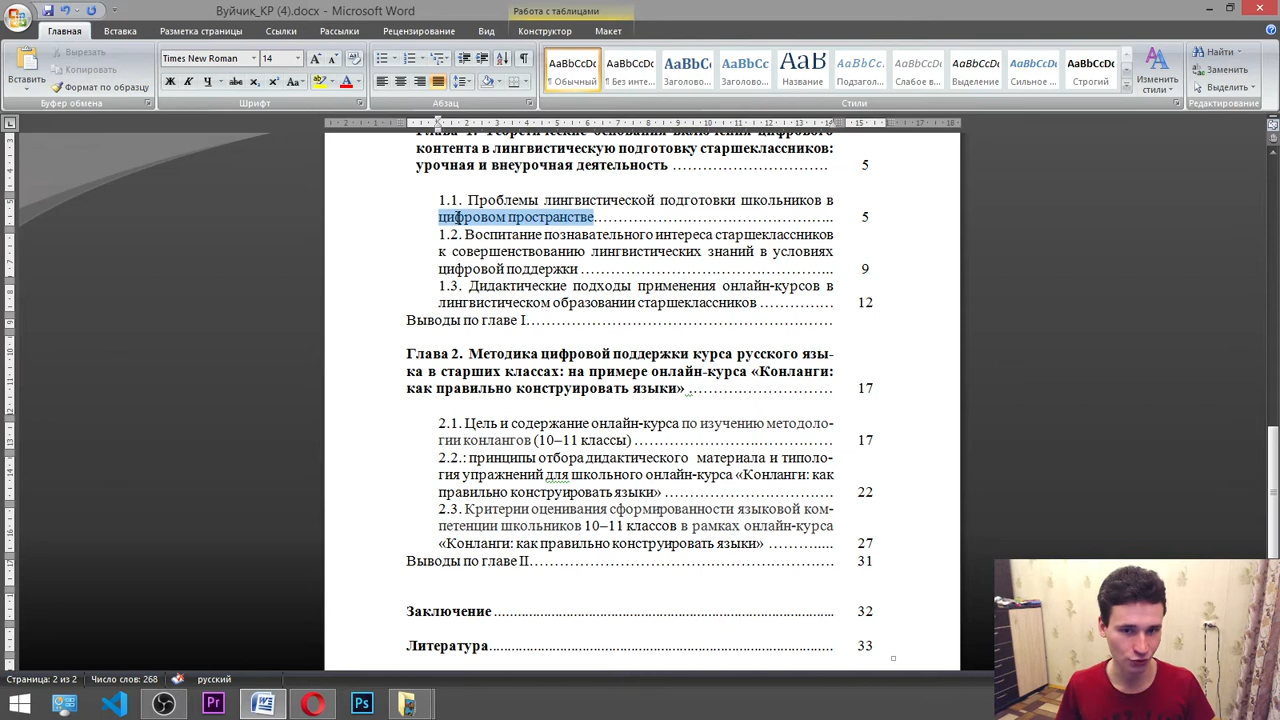 Вуйчик_КР (4).docx - Microsoft Word
Работа с таблицами
Главная Вставка Разметка страницы Ссылки Рассылки Рецензирование Вид Конструктор Макет
Вставить
Вырезать
Копировать
Формат по образцу
Буфер обмена
Times New Roman 14
Шрифт
Абзац
AaBbCcDc AaBbCcDc AaBbCс AaBbCc AaB AaBbCc. AaBbCcDc AaBbCcDc AaBbCcDc AaBbCcDc
¶ Обычный ¶ Без инте... Заголово... Заголово... Название Подзагол... Слабое в... Выделение Сильное ... Строгий
Изменить стили
Стили
Найти
Заменить
Выделить
Редактирование
Глава 1. Теоретические основания включения цифрового
контента в лингвистическую подготовку старшеклассников:
урочная и внеурочная деятельность ………………………… 5
1.1. Проблемы лингвистической подготовки школьников в
цифровом пространстве………………………………………... 5
1.2. Воспитание познавательного интереса старшеклассников
к совершенствованию лингвистических знаний в условиях
цифровой поддержки ………………………………………... 9
1.3. Дидактические подходы применения онлайн-курсов в
лингвистическом образовании старшеклассников …………… 12
Выводы по главе I………………………………………………
Глава 2. Методика цифровой поддержки курса русского язы-
ка в старших классах: на примере онлайн-курса «Конланги:
как правильно конструировать языки» ……………………… 17
2.1. Цель и содержание онлайн-курса по изучению методоло-
гии конлангов (10–11 классы) ………………………………… 17
2.2.: принципы отбора дидактического материала и типоло-
гия упражнений для школьного онлайн-курса «Конланги: как
правильно конструировать языки» …………………………… 22
2.3. Критерии оценивания сформированности языковой ком-
петенции школьников 10–11 классов в рамках онлайн-курса
«Конланги: как правильно конструировать языки» ………..... 27
Выводы по главе II……………………………………………. 31
Заключение ................................................................................ 32
Литература................................................................................. 33
Страница: 2 из 2 Число слов: 268 русский